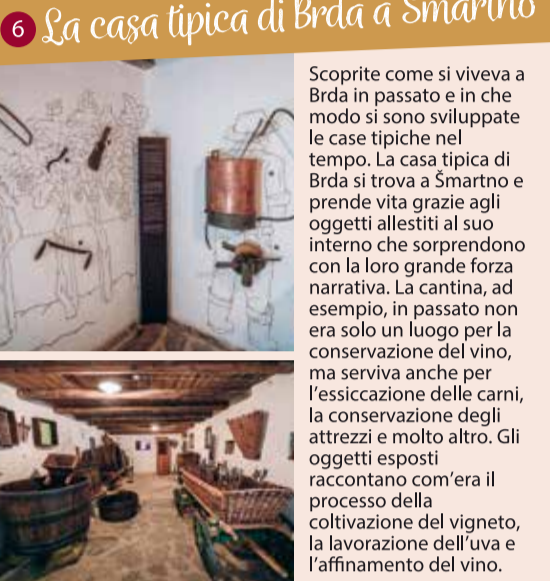 6 La casa tipica di Brda a Šmartno
Scoprite come si viveva a
Brda in passato e in che
modo si sono sviluppate
le case tipiche nel
tempo. La casa tipica di
Brda si trova a Šmartno e
prende vita grazie agli
oggetti allestiti al suo
interno che sorprendono
con la loro grande forza
narrativa. La cantina, ad
esempio, in passato non
era solo un luogo per la
conservazione del vino,
ma serviva anche per
l’essiccazione delle carni,
la conservazione degli
attrezzi e molto altro. Gli
oggetti esposti
raccontano com’era il
processo della
coltivazione del vigneto,
la lavorazione dell’uva e
l’affinamento del vino.